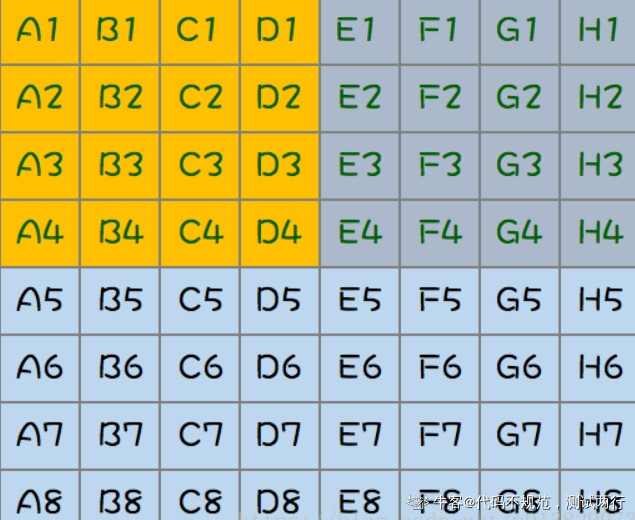 A1 B1 C1 D1 E1 F1 G1 H1
A2 B2 C2 D2 E2 F2 G2 H2
A3 B3 C3 D3 E3 F3 G3 H3
A4 B4 C4 D4 E4 F4 G4 H4
A5 B5 C5 D5 E5 F5 G5 H5
A6 B6 C6 D6 E6 F6 G6 H6
A7 B7 C7 D7 E7 F7 G7 H7
A8 B8 C8 D8 E8 F8 G8 H8
牛客@代码不规范，测试两行